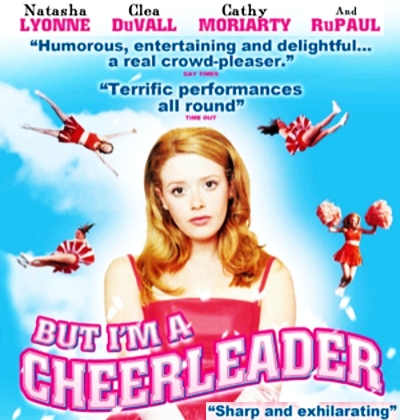 Natasha Clea Cathy And
LYONNE DuVALL MORIARTY RuPAUL
“Humorous, entertaining and delightful...
a real crowd-pleaser.”
GAY TIMES
“Terrific performances
all round”
TIME OUT
BUT I'M A
CHEERLEADER
“Sharp and exhilarating”